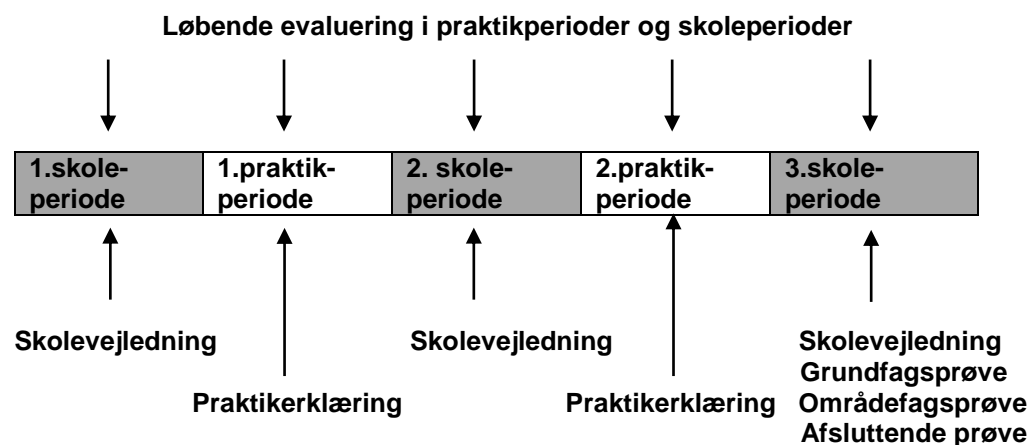 Løbende evaluering i praktikperioder og skoleperioder
1.skole-
periode
1.praktik-
periode
2. skole-
periode
2.praktik-
periode
3.skole-
periode
Skolevejledning
Skolevejledning
Skolevejledning
Grundfagsprøve
Praktikerklæring
Praktikerklæring
Områdefagsprøve
Afsluttende prøve